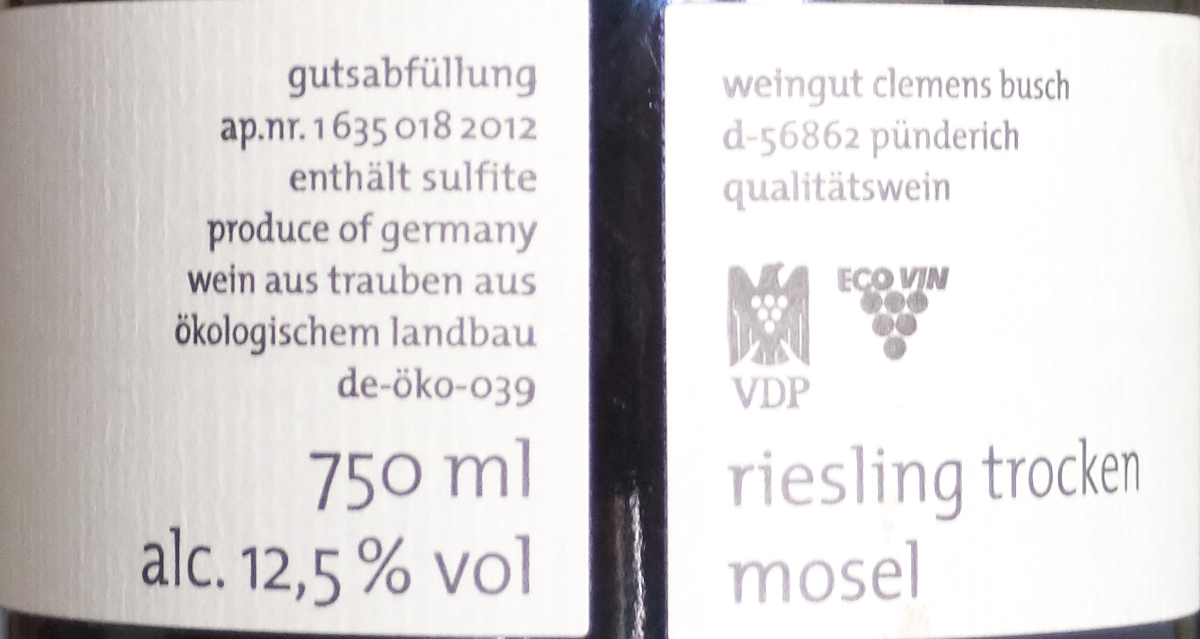 gutsabfüllung
ap.nr. 1 635 018 2012
enthält sulfite
produce of germany
wein aus trauben aus
ökologischem landbau
de-öko-039
750 ml
alc. 12,5 % vol
weingut clemens busch
d-56862 pünderich
qualitätswein
ECO VIN
VDP
riesling trocken
mosel